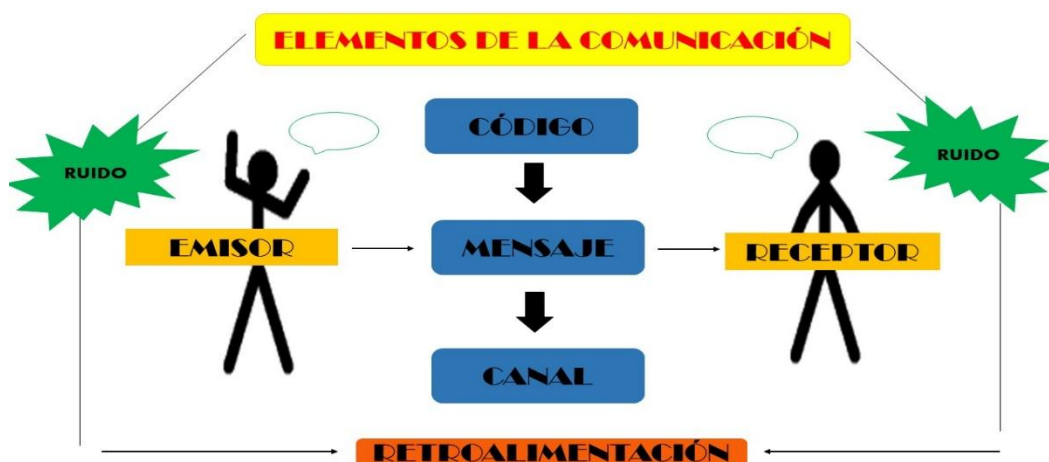 ELEMENTOS DE LA COMUNICACIÓN
CÓDIGO
RUIDO
RUIDO
EMISOR
MENSAJE
RECEPTOR
CANAL
RETROALIMENTACIÓN